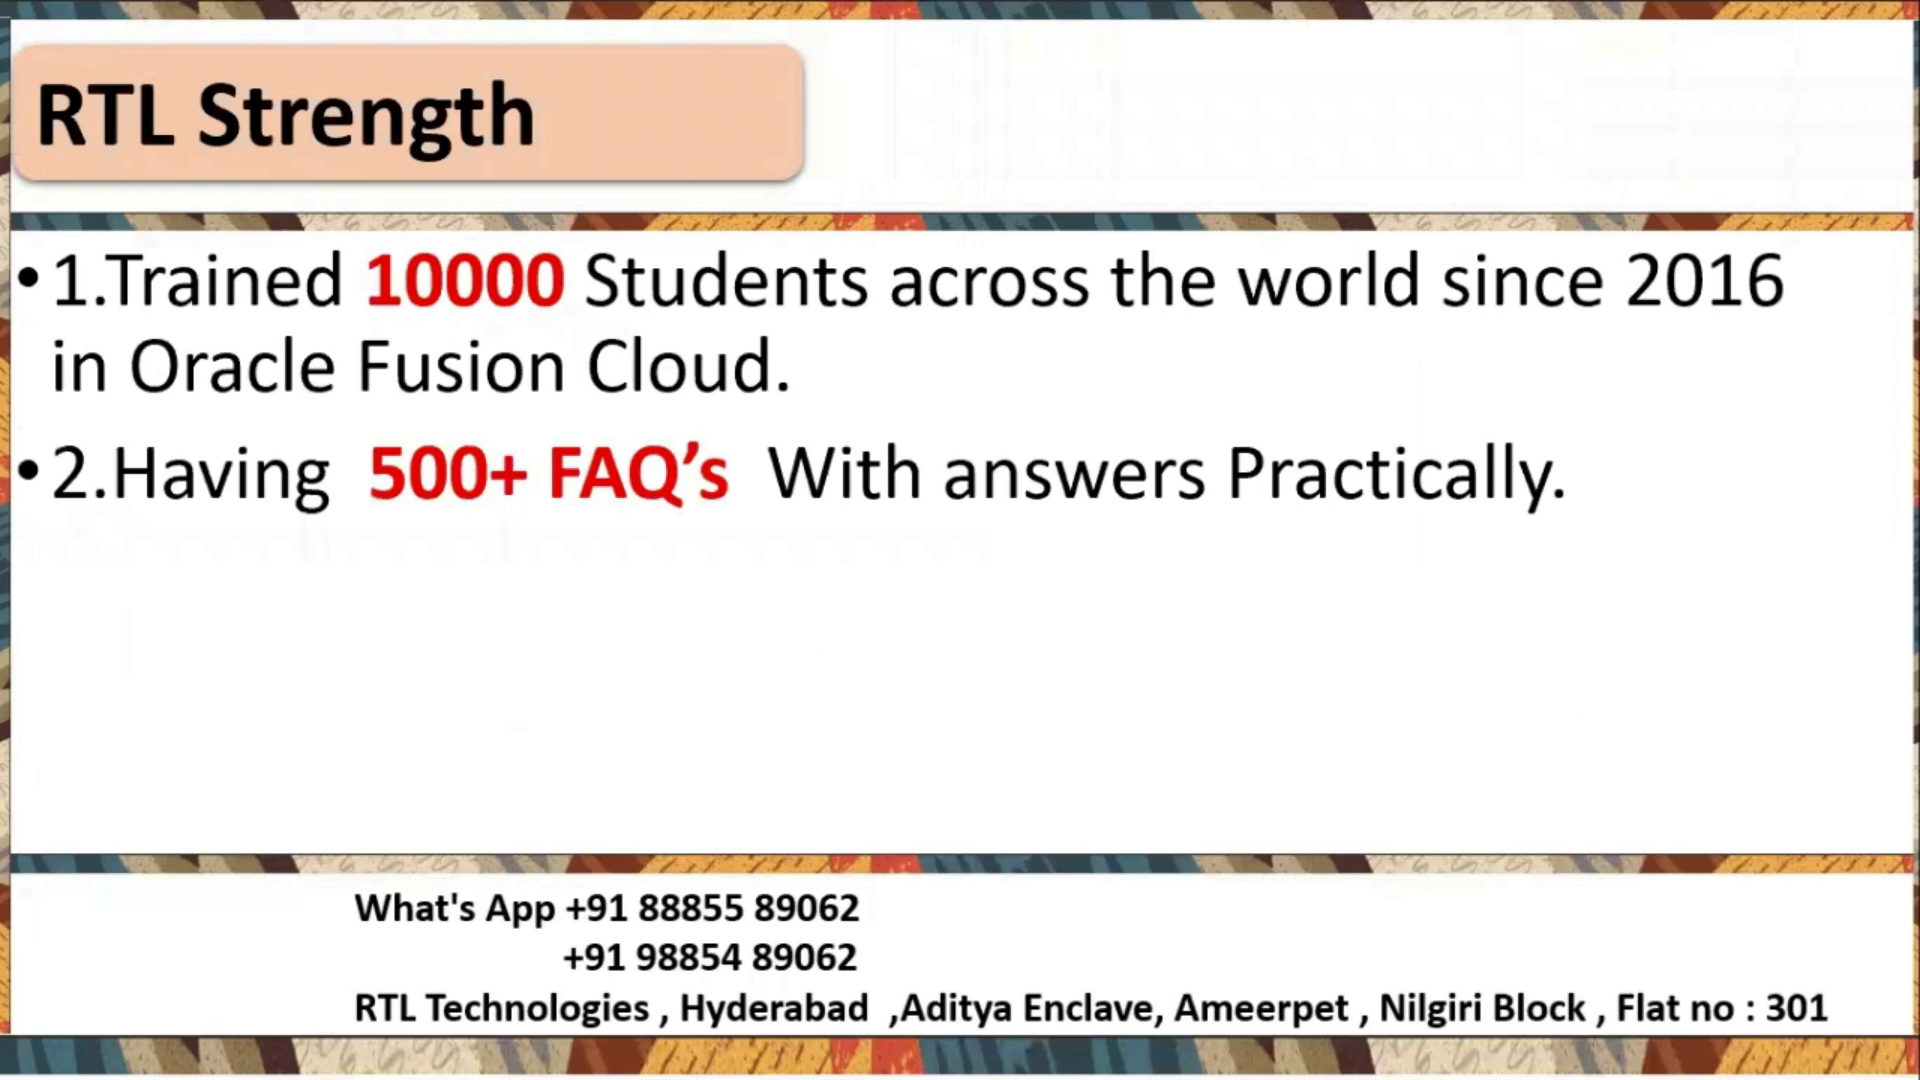 RTL Strength
•1.Trained 10000 Students across the world since 2016
in Oracle Fusion Cloud.
•2.Having 500+ FAQ’s With answers Practically.
What's App +91 88855 89062
+91 98854 89062
RTL Technologies , Hyderabad ,Aditya Enclave, Ameerpet , Nilgiri Block , Flat no : 301